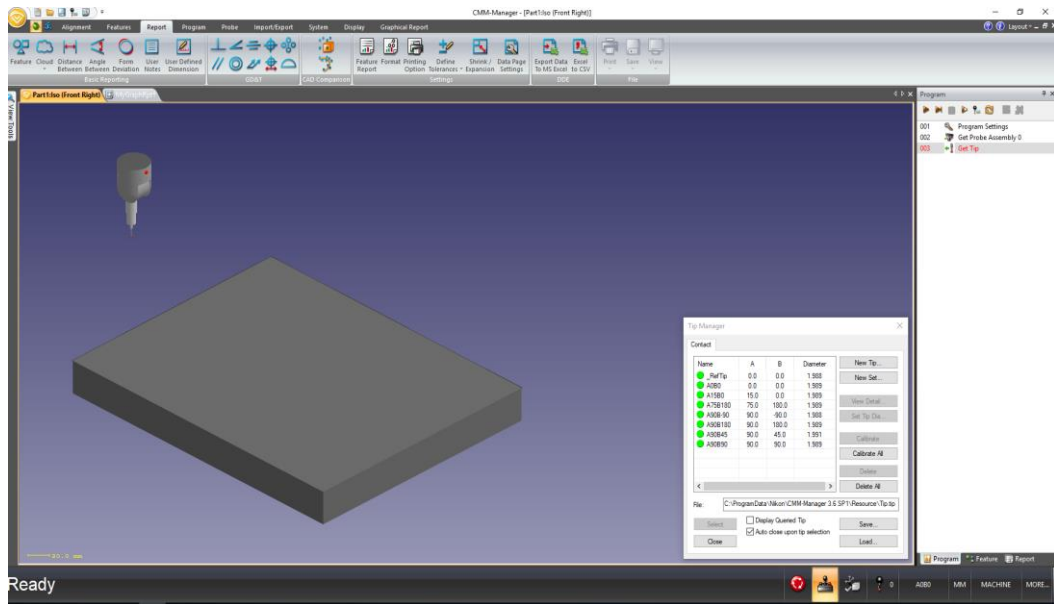 CMM-Manager - [Part1:Iso (Front Right)]
Alignment Features Report Program Probe Import/Export System Display Graphical Report Layout
Feature Cloud Distance Between Angle Between Form Deviation User Notes User Defined Dimension
Feature Report Format Printing Option Define Tolerances Shrink / Expansion Data Page Settings Export Data To MS Excel Excel to CSV Print Save View
Basic Reporting GD&T CAD Comparison Settings DDE File
View Tools
Part1:Iso (Front Right)
Program
001 Program Settings
002 Get Probe Assembly 0
003 Get Tip
Tip Manager
Contact
Name A B Diameter
_RefTip 0.0 0.0 1.988
A0B0 0.0 0.0 1.989
A15B0 15.0 0.0 1.989
A75B180 75.0 180.0 1.989
A90B-90 90.0 -90.0 1.988
A90B180 90.0 180.0 1.989
A90B45 90.0 45.0 1.991
A90B90 90.0 90.0 1.989
New Tip...
New Set...
View Detail...
Set Tip Dia...
Calibrate
Calibrate All
Delete
Delete All
File: C:\ProgramData\Nikon\CMM-Manager 3.6 SP1\Resource\Tip.tip
Select Display Queried Tip Save...
Auto close upon tip selection
Close Load...
Program Feature Report
Ready 0 A0B0 MM MACHINE MORE...